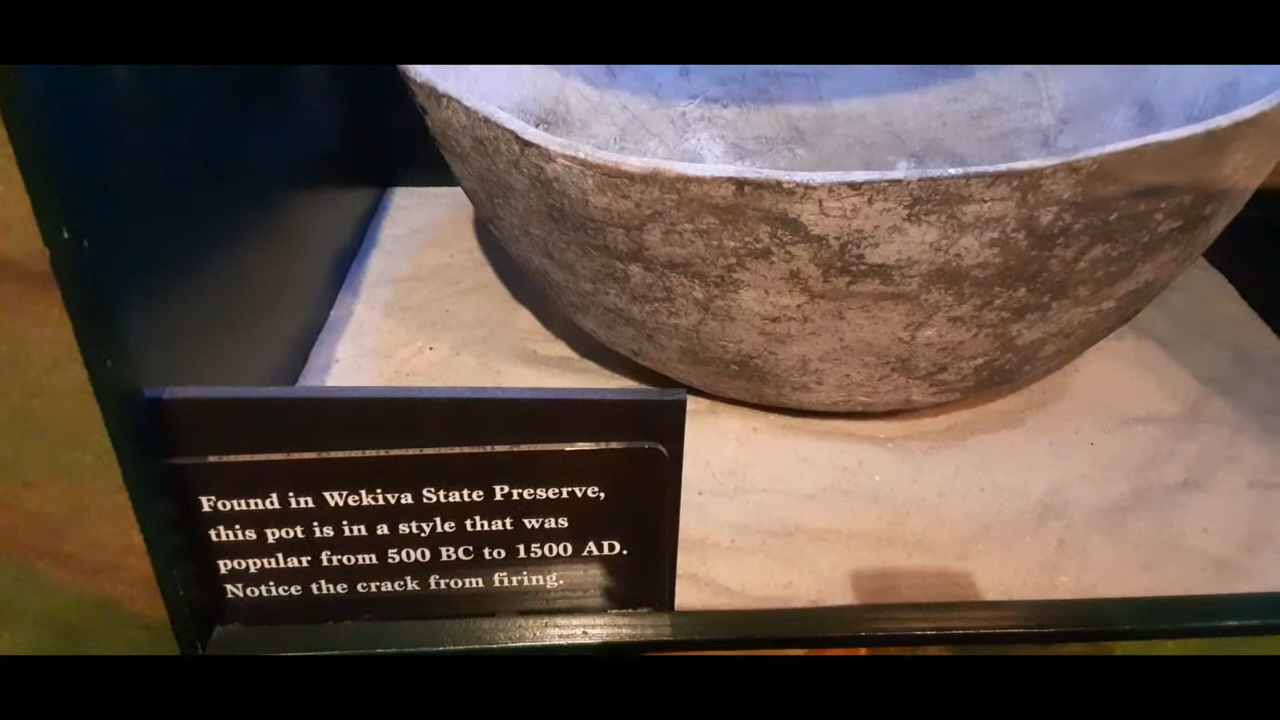 Found in Wekiva State Preserve,
this pot is in a style that was
popular from 500 BC to 1500 AD.
Notice the crack from firing.